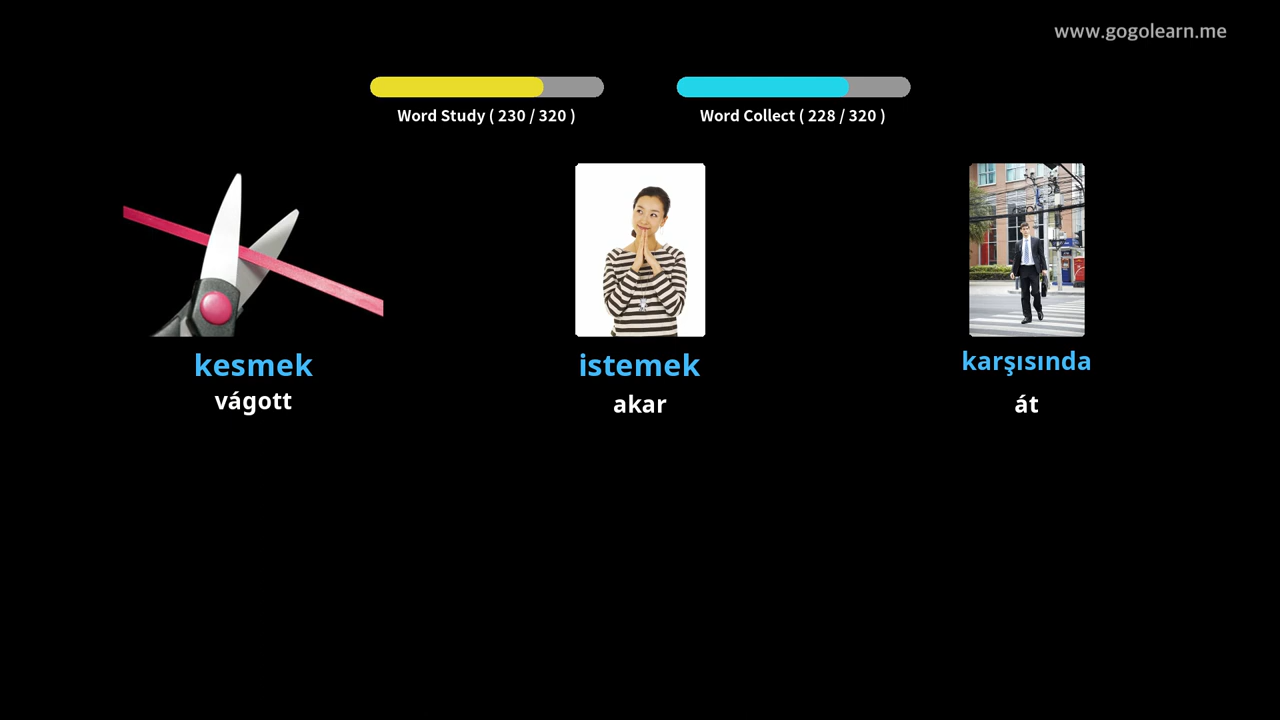 www.gogolearn.me
Word Study ( 230 / 320 )
Word Collect ( 228 / 320 )
kesmek
vágott
istemek
akar
karşısında
át